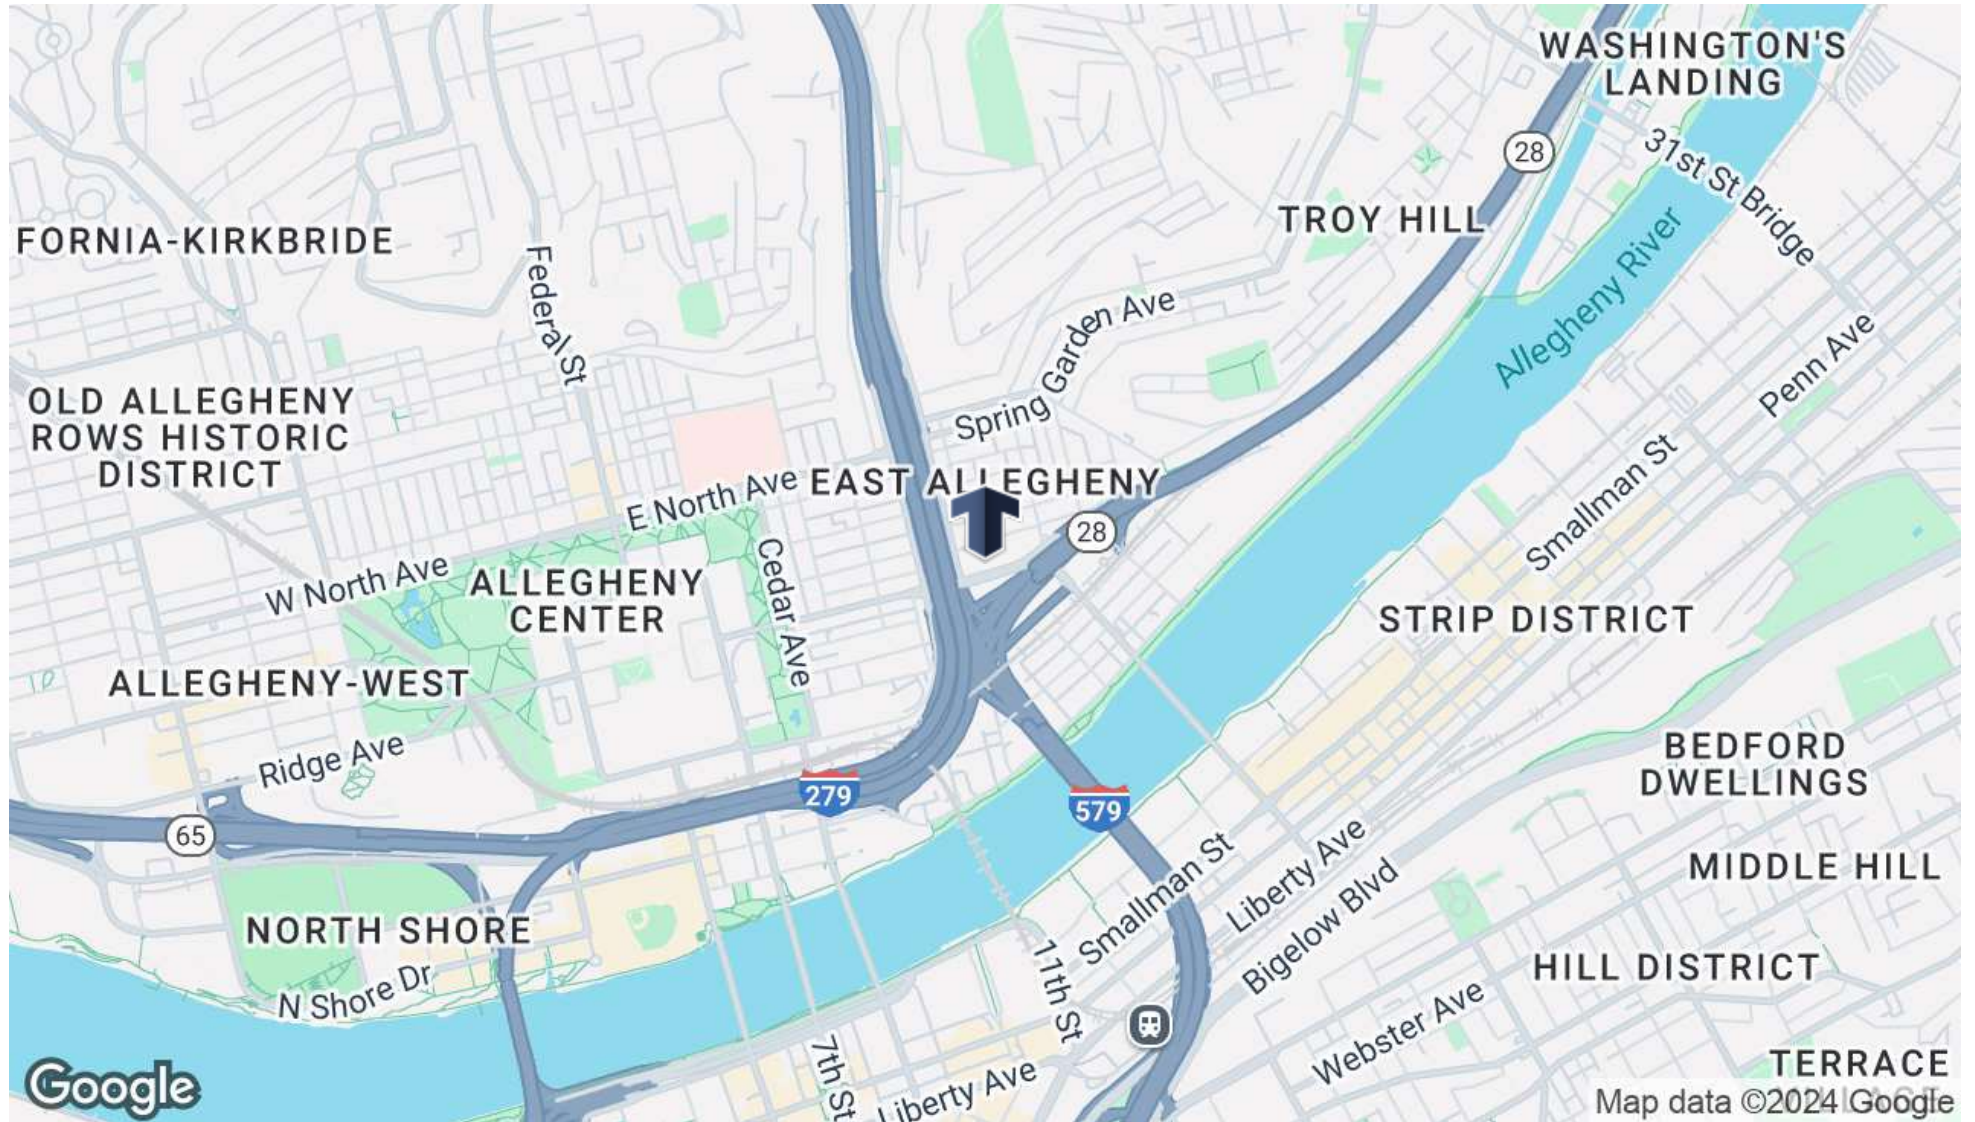 WASHINGTON'S
LANDING
28
31st St Bridge
TROY HILL
FORNIA-KIRKBRIDE
Federal St
Allegheny River
Spring Garden Ave
Penn Ave
OLD ALLEGHENY
ROWS HISTORIC
DISTRICT
E North Ave
EAST ALLEGHENY
28
Smallman St
W North Ave
ALLEGHENY
CENTER
Cedar Ave
STRIP DISTRICT
ALLEGHENY-WEST
Ridge Ave
BEDFORD
DWELLINGS
279
579
65
Smallman St
Liberty Ave
Bigelow Blvd
MIDDLE HILL
NORTH SHORE
N Shore Dr
11th St
HILL DISTRICT
Webster Ave
7th St
Liberty Ave
TERRACE
Google
Map data ©2024 Google